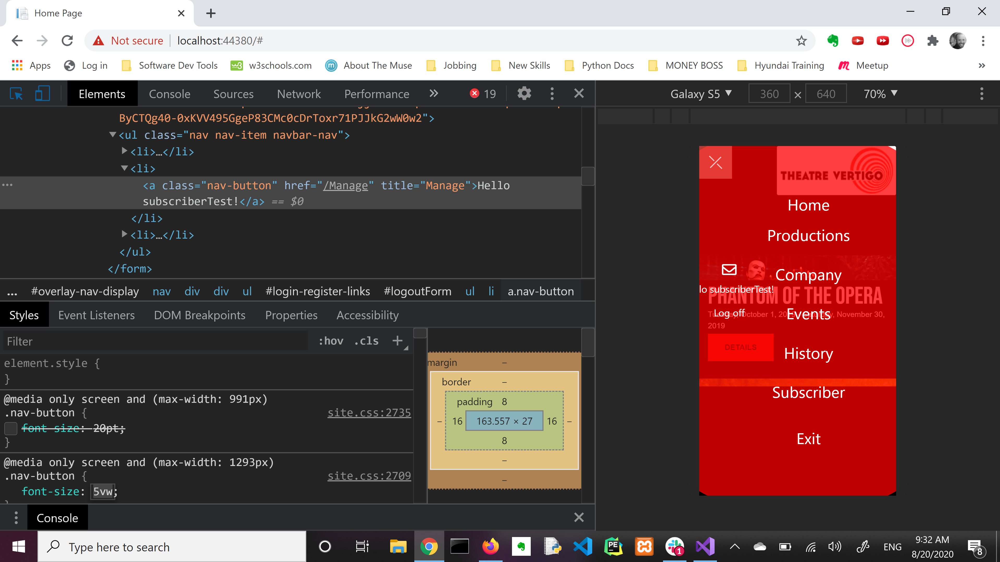 Home Page
Not secure
localhost:44380/#
Apps
Log in
Software Dev Tools
w3schools.com
About The Muse
Jobbing
New Skills
Python Docs
MONEY BOSS
Hyundai Training
Meetup
Elements
Console
Sources
Network
Performance
19
ByCTQg40-0xKVV495GgeP83CMc0cDrToxr71PJJkG2wW0w2">
<ul class="nav nav-item navbar-nav">
<li>…</li>
<li>
<a class="nav-button" href="/Manage" title="Manage">Hello
subscriberTest!</a> == $0
</li>
<li>…</li>
</ul>
</form>
... #overlay-nav-display nav div div ul #login-register-links #logoutForm ul li a.nav-button
Styles
Event Listeners
DOM Breakpoints
Properties
Accessibility
Filter
:hov .cls +
element.style {
}
@media only screen and (max-width: 991px)
.nav-button {
site.css:2735
font-size: 20pt;
}
@media only screen and (max-width: 1293px)
.nav-button {
site.css:2709
font-size: 5vw;
margin –
border –
padding 8
– 16 163.557 × 27 16 –
8
–
–
Console
Galaxy S5
360 × 640
70%
THEATRE VERTIGO
Home
Productions
Company
lo subscriberTest!
PHANTOM OF THE OPERA
Log off
Events
Tuesday, October 1, 2019 - Saturday, November 30,
2019
DETAILS
History
Subscriber
Exit
Type here to search
PE
1
ENG
9:32 AM
8/20/2020
8